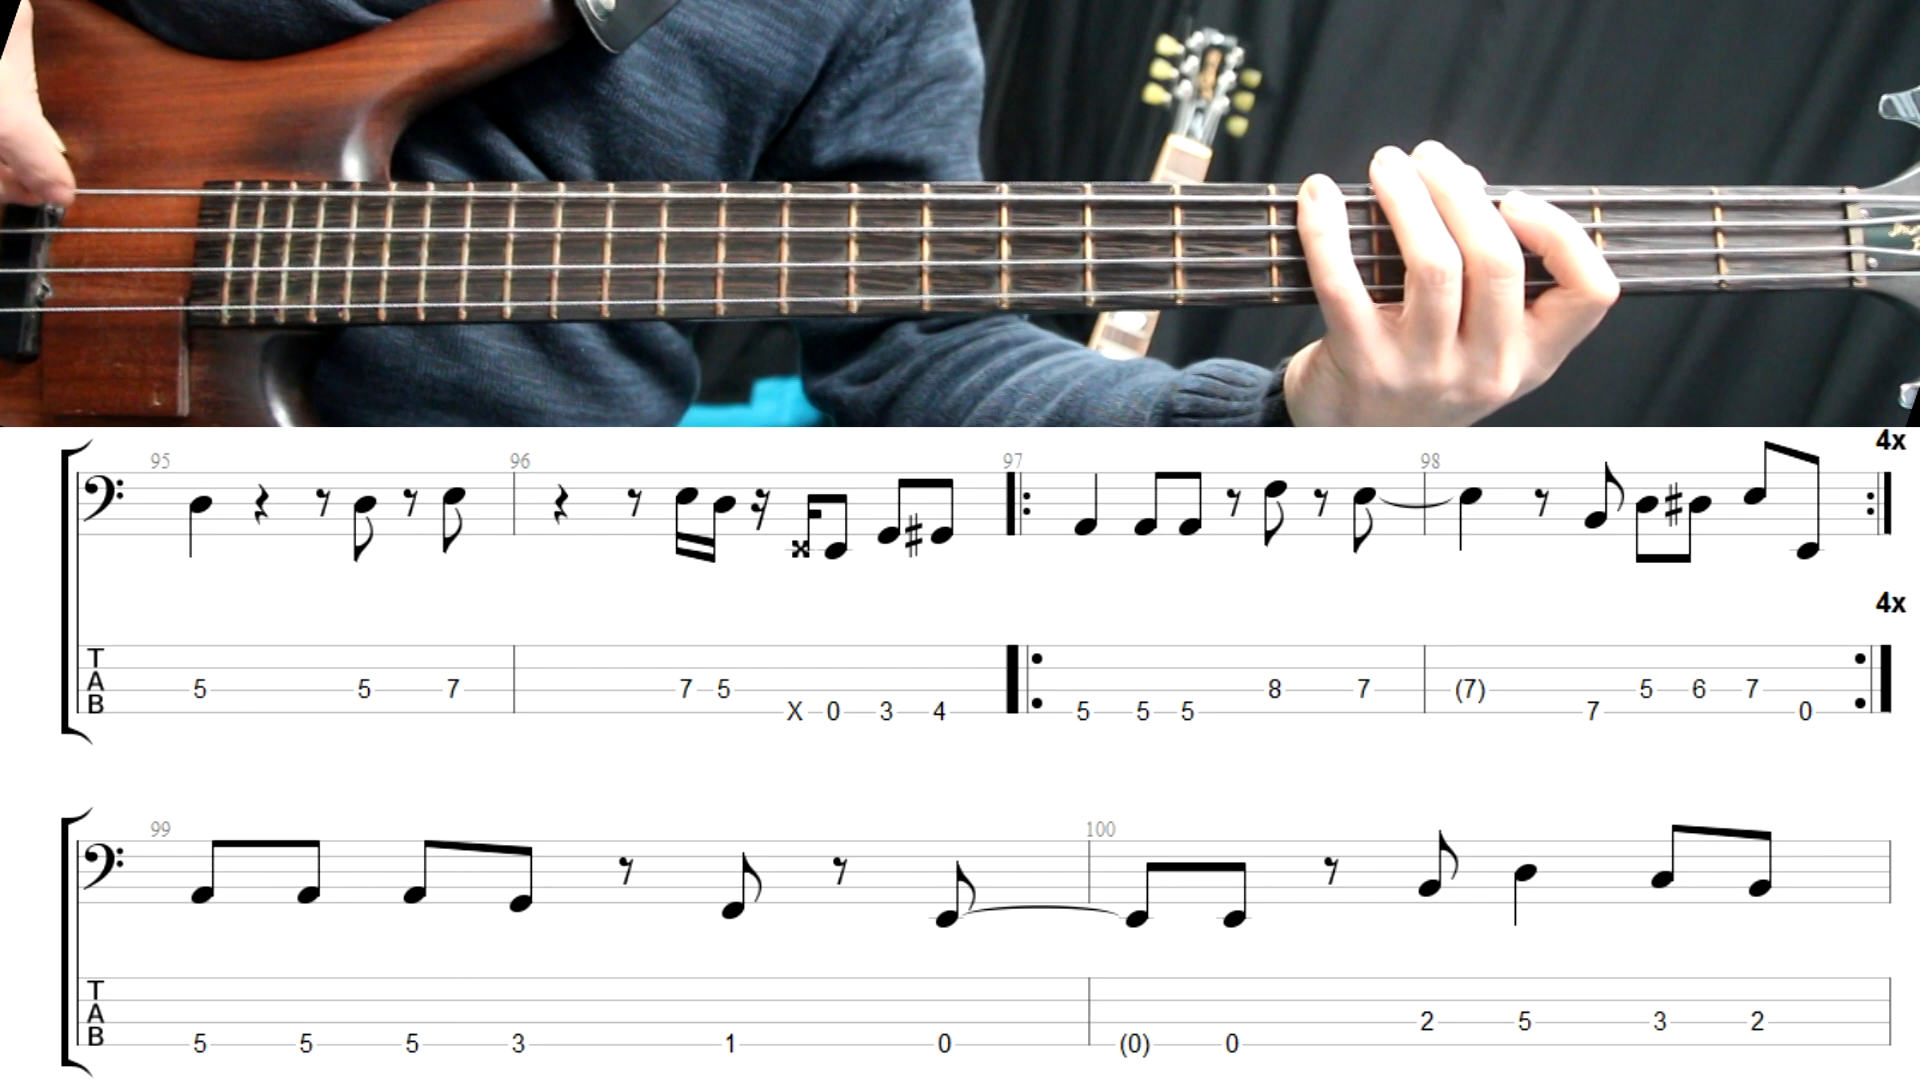 95 96 97 98 4x
4x
T
A 5 5 7 7 5 8 7 (7) 5 6 7
B X 0 3 4 5 5 5 7 0
99 100
T
A 2 5 3 2
B 5 5 5 3 1 0 (0) 0